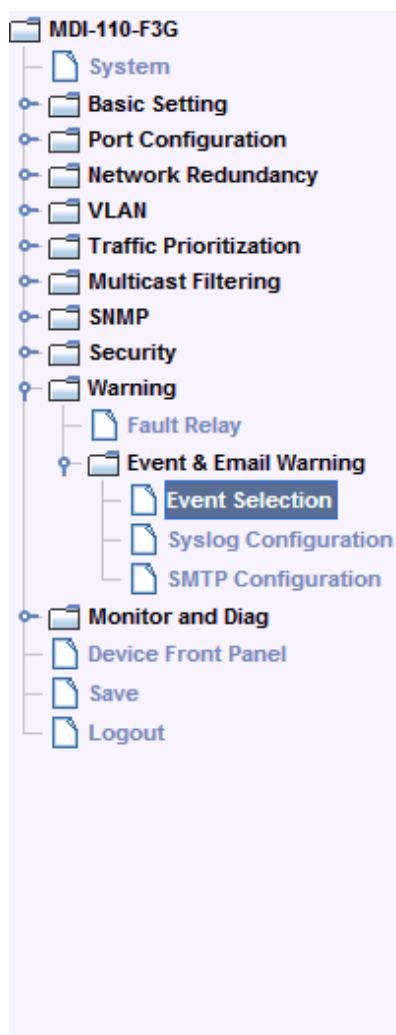 MDI-110-F3G
System
Basic Setting
Port Configuration
Network Redundancy
VLAN
Traffic Prioritization
Multicast Filtering
SNMP
Security
Warning
Fault Relay
Event & Email Warning
Event Selection
Syslog Configuration
SMTP Configuration
Monitor and Diag
Device Front Panel
Save
Logout